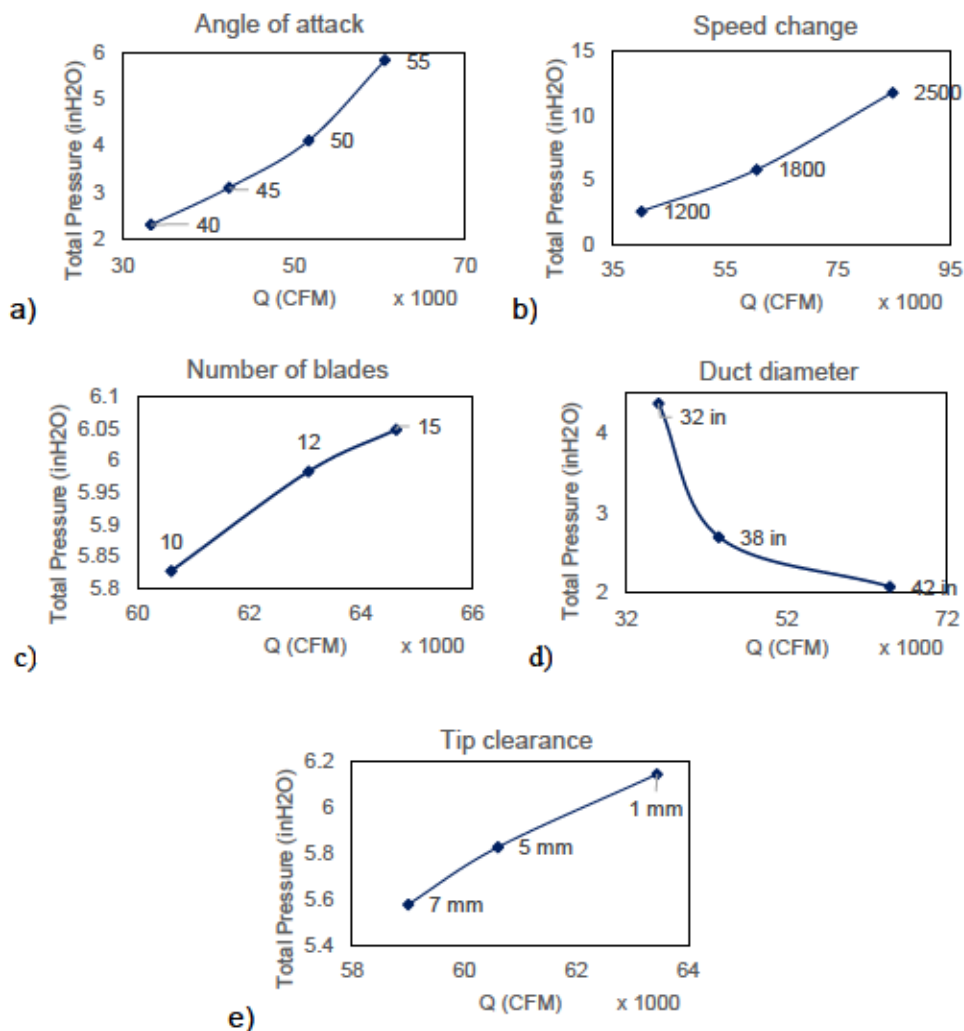 Angle of attack
Total Pressure (inH2O)
6
5
4
3
2
55
50
45
40
30 50 70
Q (CFM) x 1000
a)
Speed change
Total Pressure (inH2O)
15
10
5
0
2500
1800
1200
35 55 75 95
Q (CFM) x 1000
b)
Number of blades
Total Pressure (inH2O)
6.1
6.05
6
5.95
5.9
5.85
5.8
15
12
10
60 62 64 66
Q (CFM) x 1000
c)
Duct diameter
Total Pressure (inH2O)
4
3
2
32 in
38 in
42 in
32 52 72
Q (CFM) x 1000
d)
Tip clearance
Total Pressure (inH2O)
6.2
6
5.8
5.6
5.4
1 mm
5 mm
7 mm
58 60 62 64
Q (CFM) x 1000
e)